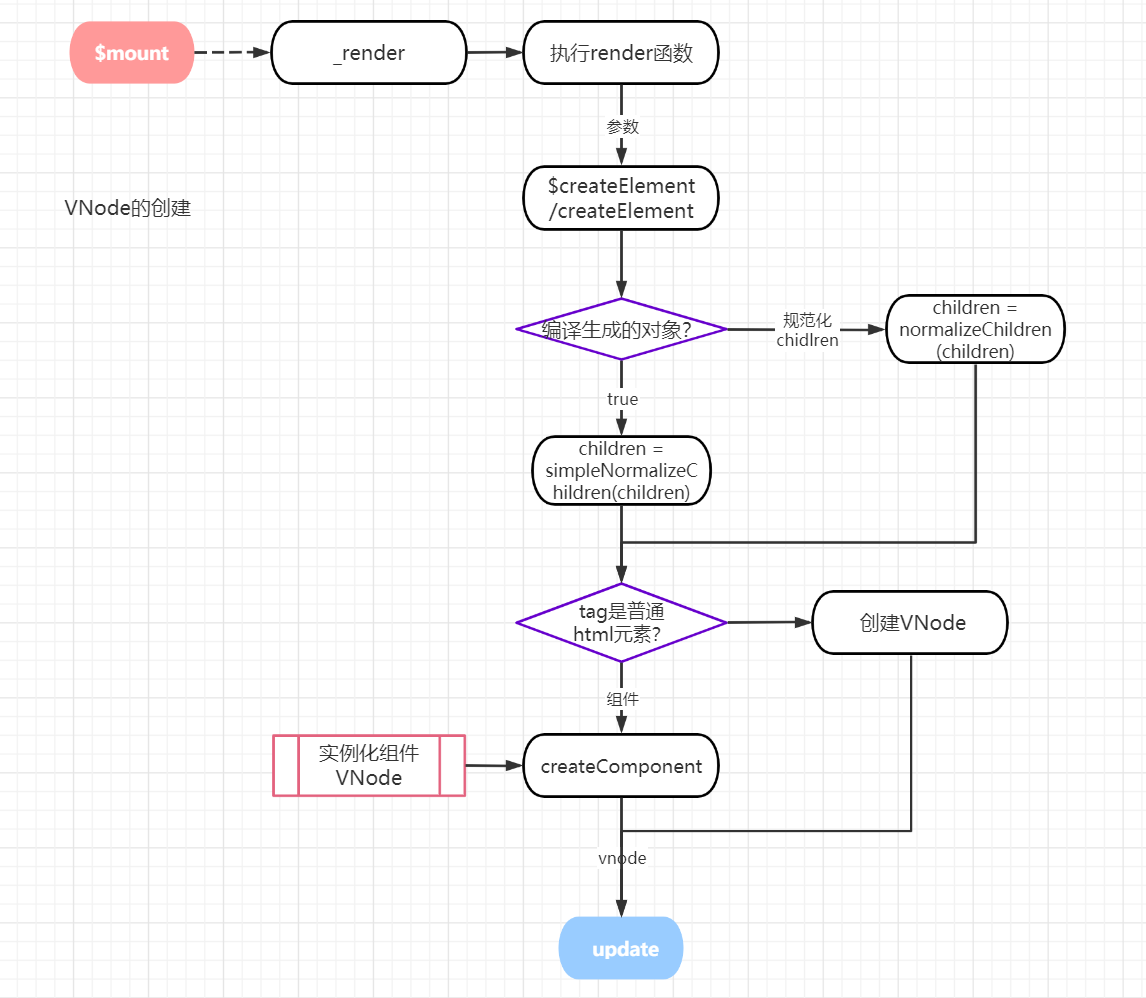 $mount
_render
执行render函数
参数
$createElement
/createElement
VNode的创建
编译生成的对象?
规范化
chidlren
children =
normalizeChildren
(children)
true
children =
simpleNormalizeC
hildren(children)
tag是普通
html元素?
创建VNode
组件
实例化组件
VNode
createComponent
vnode
update